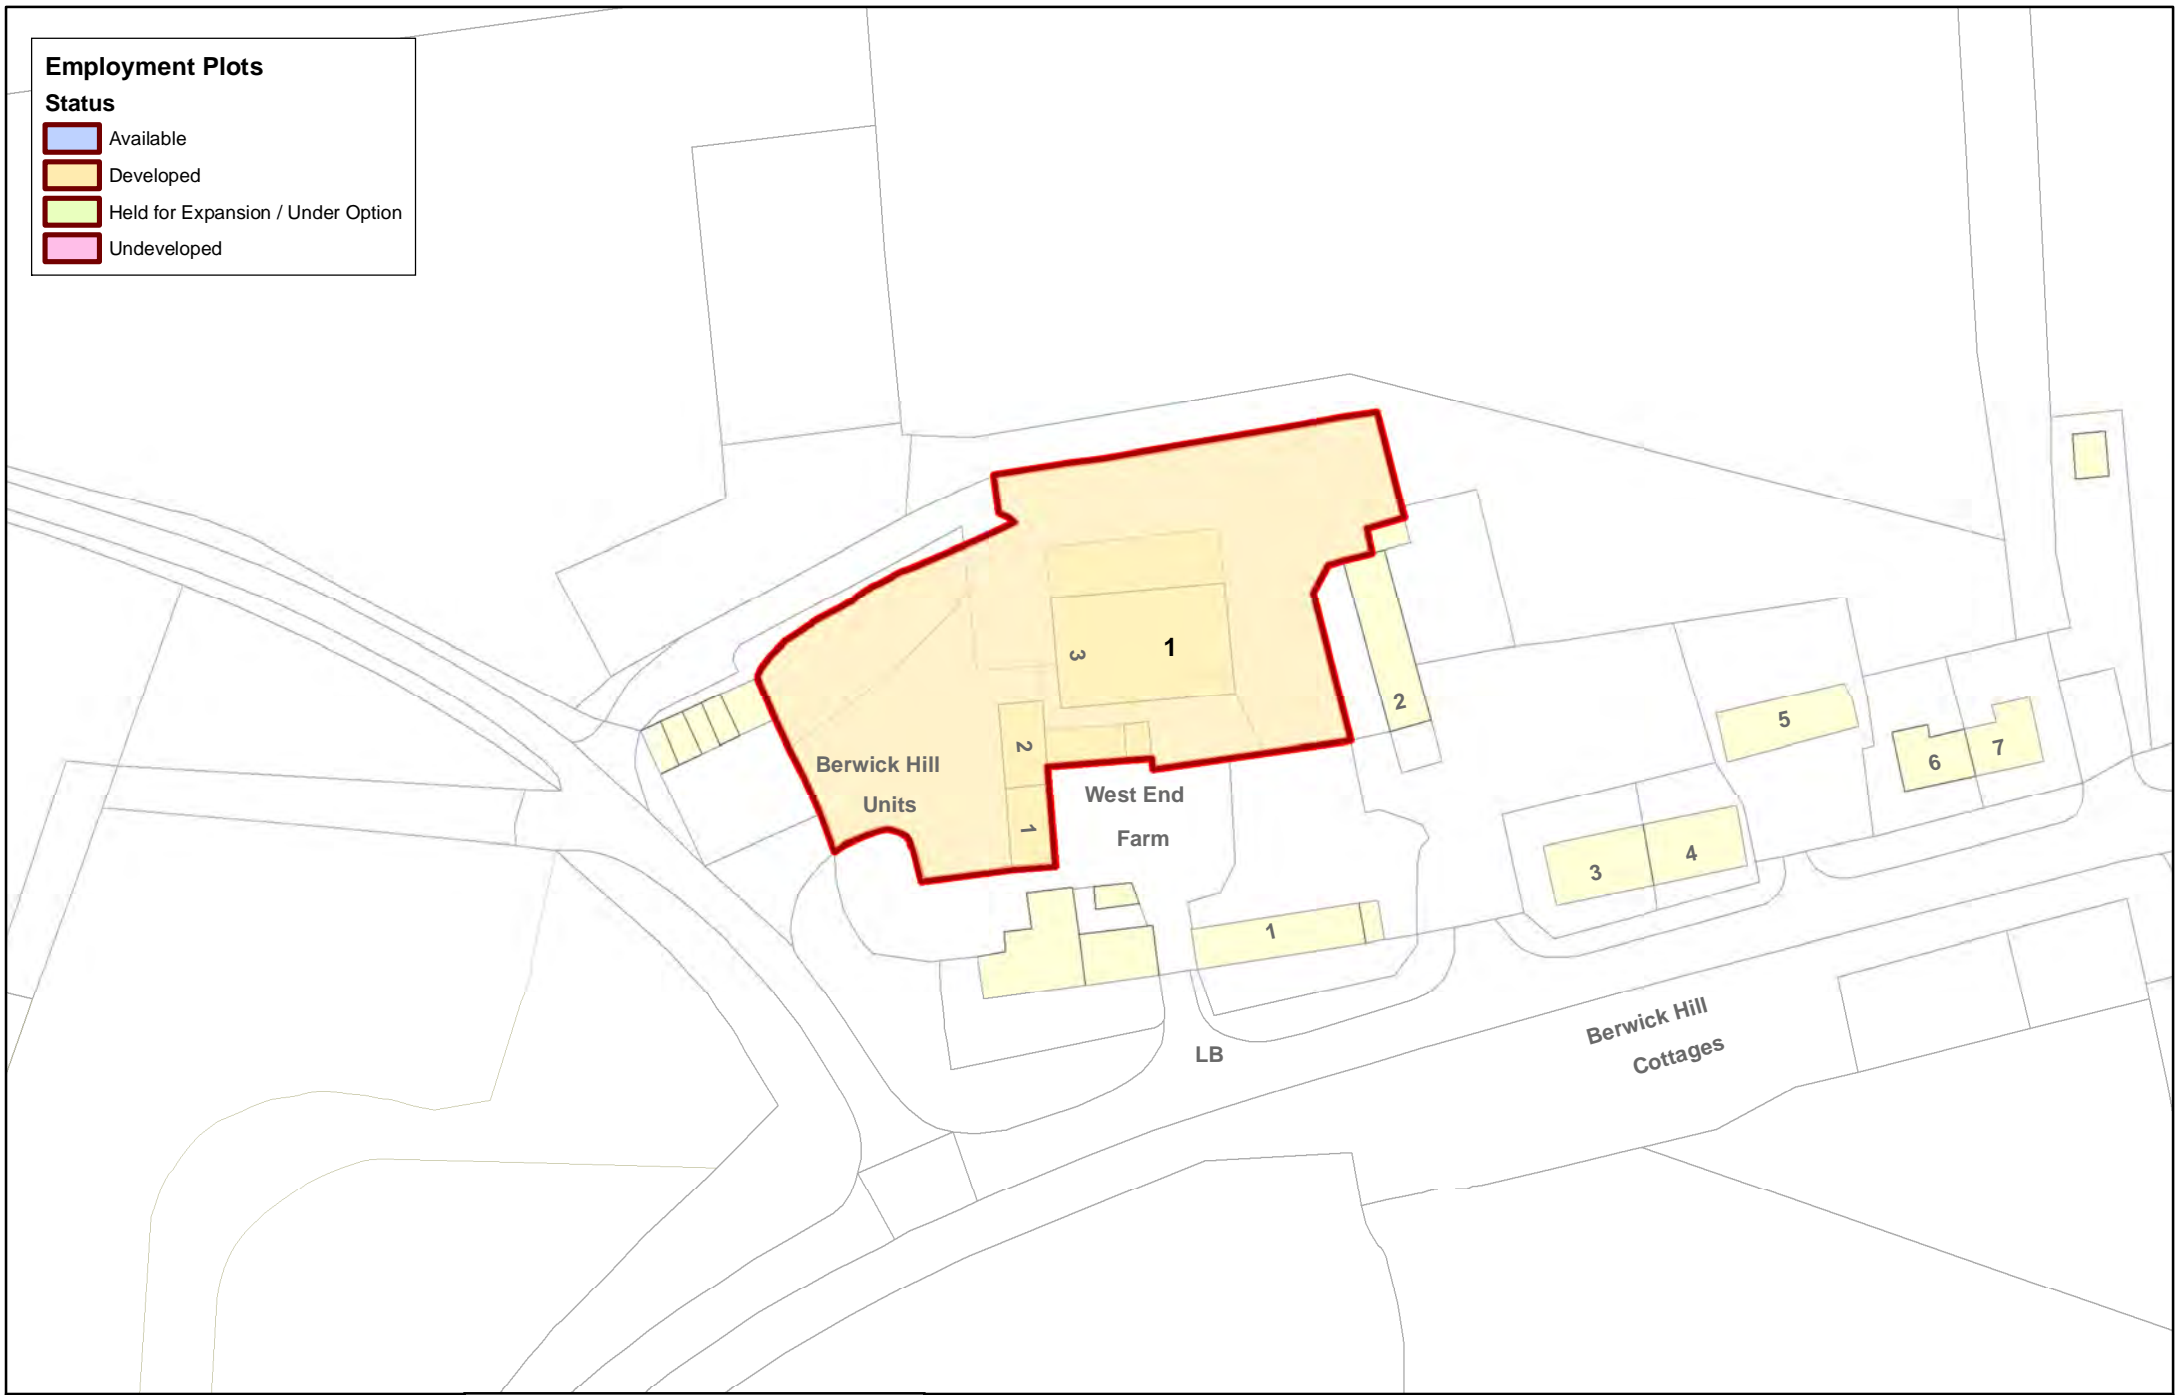 Employment Plots
Status
Available
Developed
Held for Expansion / Under Option
Undeveloped
3
1
2
2
1
Berwick Hill
Units
West End
Farm
5
6
7
3
4
1
LB
Berwick Hill
Cottages